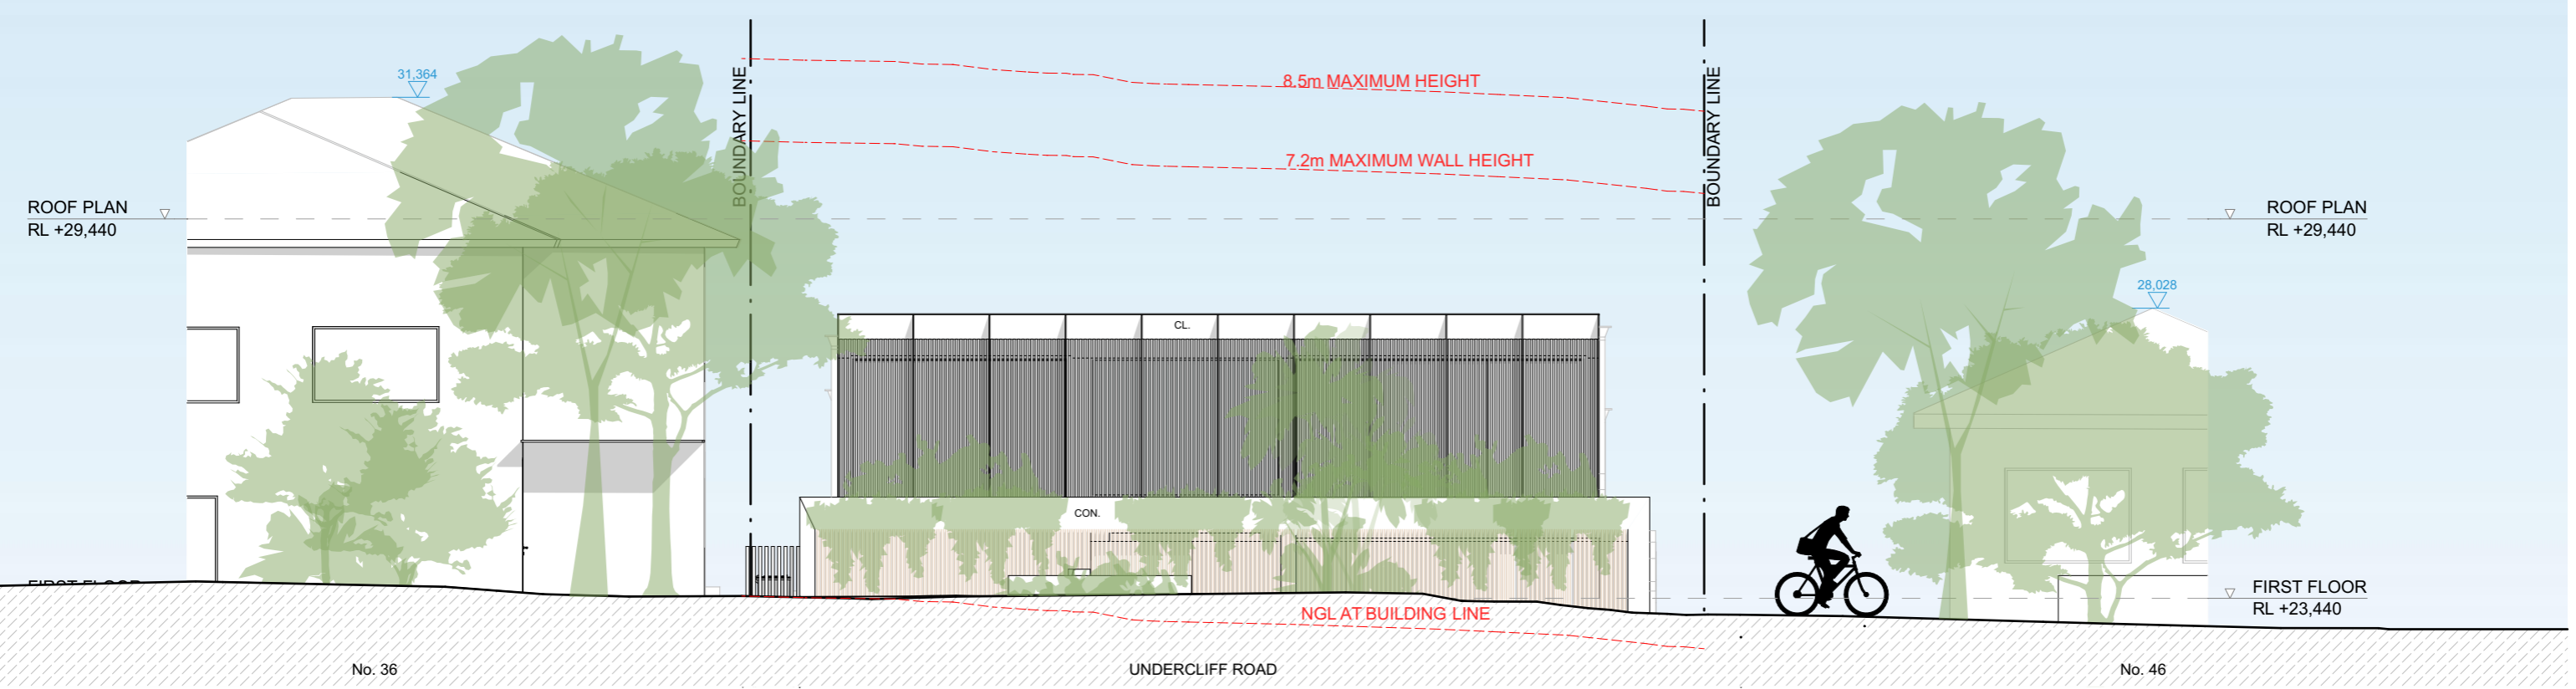 31,364
BOUNDARY LINE
8.5m MAXIMUM HEIGHT
BOUNDARY LINE
7.2m MAXIMUM WALL HEIGHT
ROOF PLAN
RL +29,440
ROOF PLAN
RL +29,440
28,028
CL.
CON.
FIRST FLOOR
FIRST FLOOR
RL +23,440
NGL AT BUILDING LINE
No. 36
UNDERCLIFF ROAD
No. 46